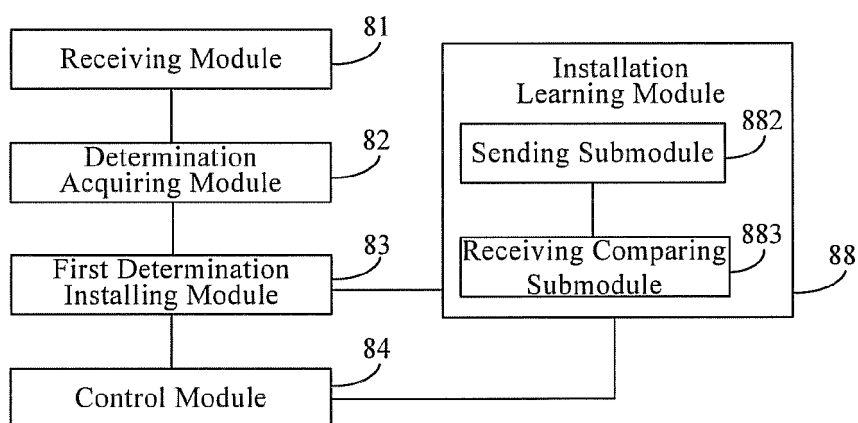 81
Receiving Module
82
Determination
Acquiring Module
83
First Determination
Installing Module
84
Control Module
Installation
Learning Module
882
Sending Submodule
883
Receiving Comparing
Submodule
88